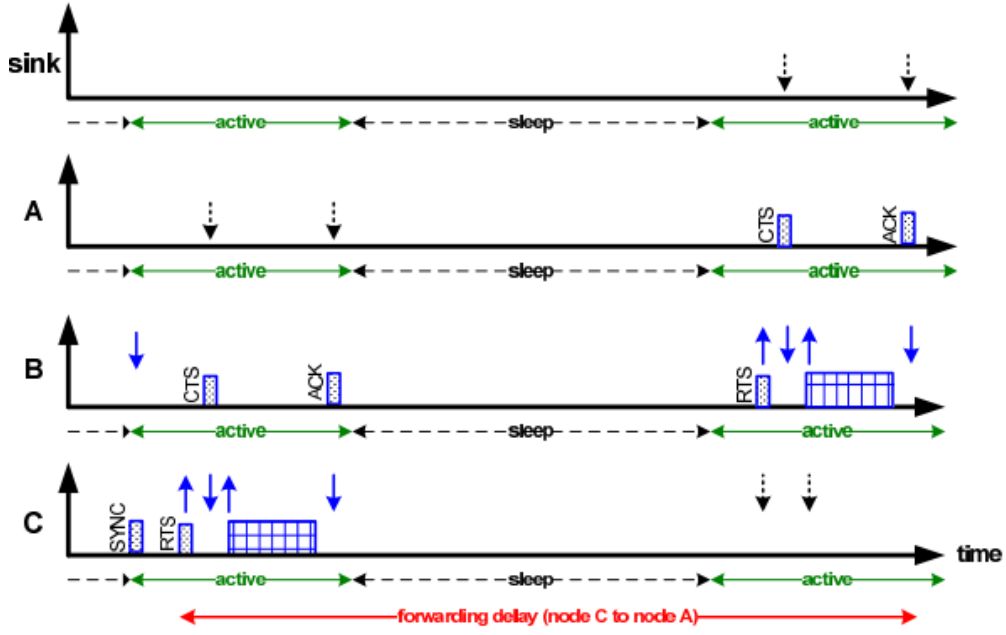 sink
active sleep active
A
CTS ACK
active sleep active
B
CTS ACK RTS
active sleep active
C
SYNC RTS
time
active sleep active
forwarding delay (node C to node A)